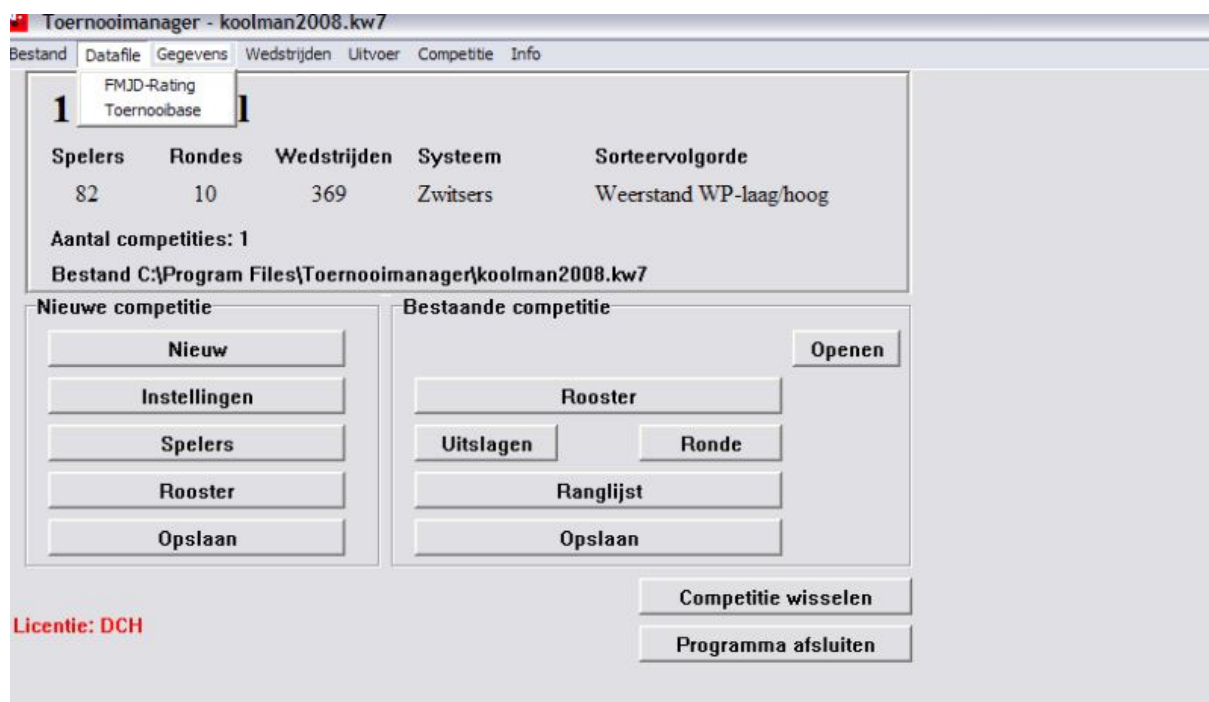 Toernooimanager - koolman2008.kw7
Bestand Datafile Gegevens Wedstrijden Uitvoer Competitie Info
FMJD-Rating
Toernooibase
1
Spelers Rondes Wedstrijden Systeem Sorteervolgorde
82 10 369 Zwitsers Weerstand WP-laag/hoog
Aantal competities: 1
Bestand C:\Program Files\Toernooimanager\koolman2008.kw7
Nieuwe competitie
Nieuw
Instellingen
Spelers
Rooster
Opslaan
Bestaande competitie
Openen
Rooster
Uitslagen Ronde
Ranglijst
Opslaan
Competitie wisselen
Licentie: DCH
Programma afsluiten